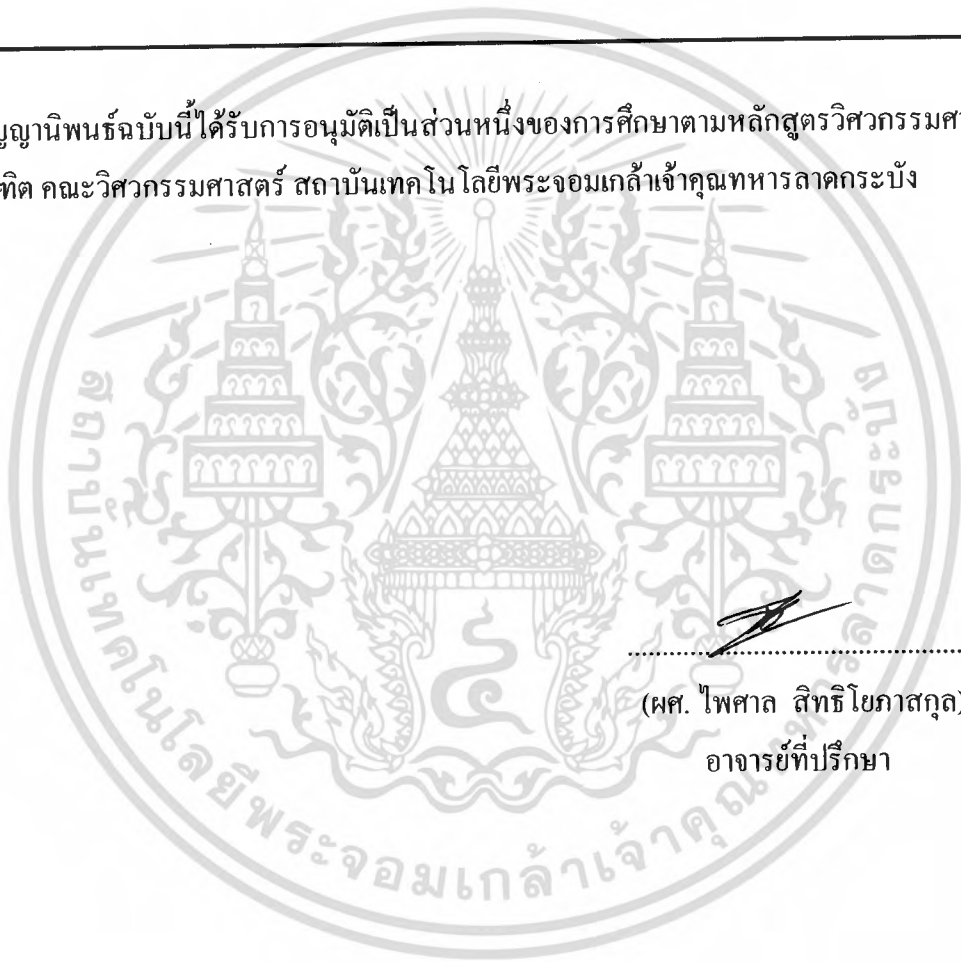 ญญานิพนธ์ฉบับนี้ได้รับการอนุมัติเป็นส่วนหนึ่งของการศึกษาตามหลักสูตรวิศวกรรมศา
ทิต คณะวิศวกรรมศาสตร์ สถาบันเทคโนโลยีพระจอมเกล้าเจ้าคุณทหารลาดกระบัง
สถาบันเทคโนโลยีพระจอมเกล้าเจ้าคุณทหารลาดกระบัง
๔
(ผศ. ไพศาล สิทธิโยภาสกุล)
อาจารย์ที่ปรึกษา